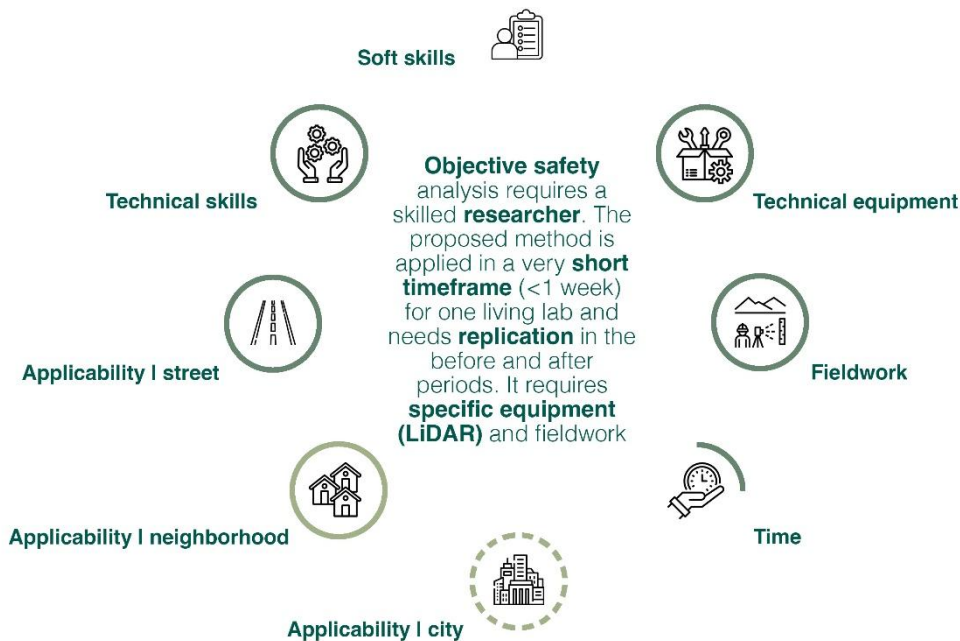 Soft skills
Technical skills
Technical equipment
Objective safety
analysis requires a
skilled researcher. The
proposed method is
applied in a very short
timeframe (<1 week)
for one living lab and
needs replication in the
before and after
periods. It requires
specific equipment
(LiDAR) and fieldwork
Applicability | street
Fieldwork
Applicability | neighborhood
Time
Applicability | city